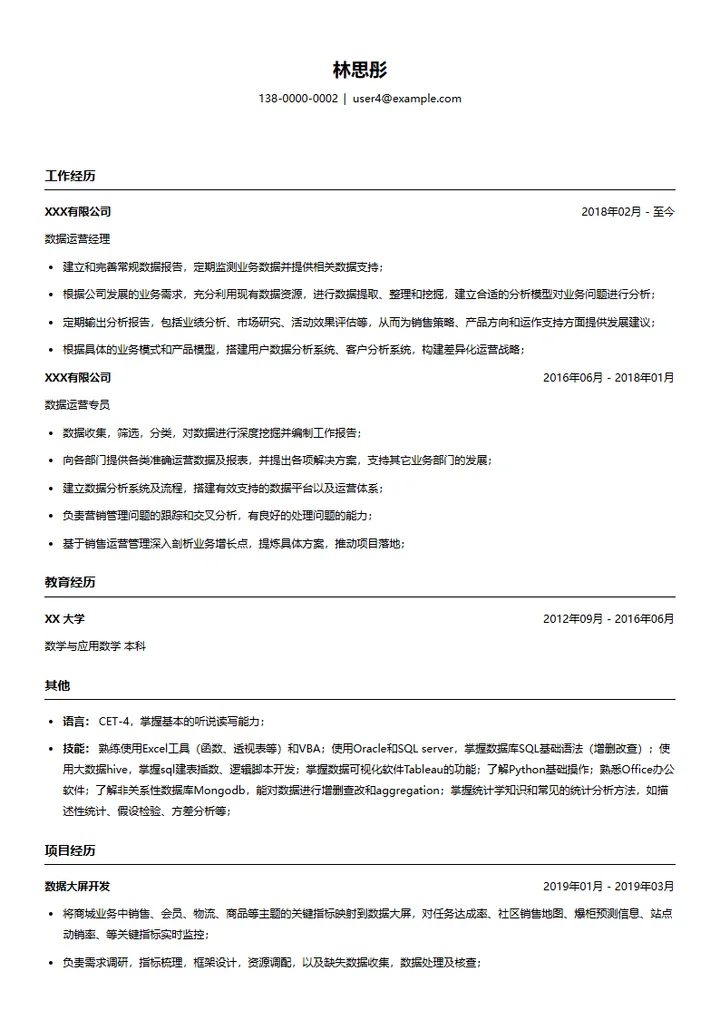 林思彤
138-0000-0002 | user4@example.com
工作经历
XXX有限公司 2018年02月 - 至今
数据运营经理
• 建立和完善常规数据报告，定期监测业务数据并提供相关数据支持；
• 根据公司发展的业务需求，充分利用现有数据资源，进行数据提取、整理和挖掘，建立合适的分析模型对业务问题进行分析；
• 定期输出分析报告，包括业绩分析、市场研究、活动效果评估等，从而为销售策略、产品方向和运作支持方面提供发展建议；
• 根据具体的业务模式和产品模型，搭建用户数据分析系统、客户分析系统，构建差异化运营战略；
XXX有限公司 2016年06月 - 2018年01月
数据运营专员
• 数据收集，筛选，分类，对数据进行深度挖掘并编制工作报告；
• 向各部门提供各类准确运营数据及报表，并提出各项解决方案，支持其它业务部门的发展；
• 建立数据分析系统及流程，搭建有效支持的数据平台以及运营体系；
• 负责营销管理问题的跟踪和交叉分析，有良好的处理问题的能力；
• 基于销售运营管理深入剖析业务增长点，提炼具体方案，推动项目落地；
教育经历
XX 大学 2012年09月 - 2016年06月
数学与应用数学 本科
其他
• 语言： CET-4，掌握基本的听说读写能力；
• 技能： 熟练使用Excel工具（函数、透视表等）和VBA；使用Oracle和SQL server，掌握数据库SQL基础语法（增删改查）；使
用大数据hive，掌握sql建表插数、逻辑脚本开发；掌握数据可视化软件Tableau的功能；了解Python基础操作；熟悉Office办公
软件；了解非关系性数据库Mongodb，能对数据进行增删查改和aggregation；掌握统计学知识和常见的统计分析方法，如描
述性统计、假设检验、方差分析等；
项目经历
数据大屏开发 2019年01月 - 2019年03月
• 将商城业务中销售、会员、物流、商品等主题的关键指标映射到数据大屏，对任务达成率、社区销售地图、爆柜预测信息、站点
动销率、等关键指标实时监控；
• 负责需求调研，指标梳理，框架设计，资源调配，以及缺失数据收集，数据处理及核查；